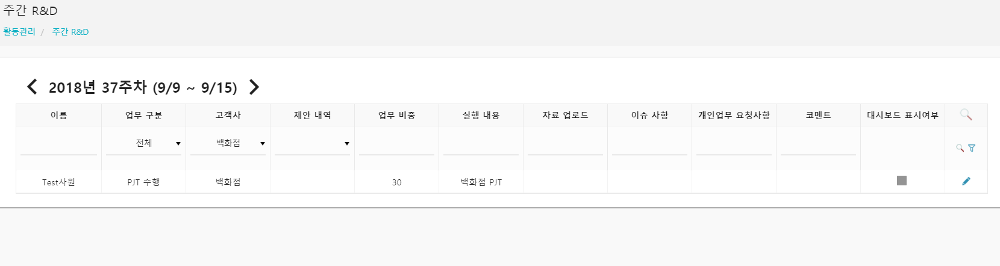 주간 R&D
활동관리 / 주간 R&D
2018년 37주차 (9/9 ~ 9/15)
이름 업무 구분 고객사 제안 내역 업무 비중 실행 내용 자료 업로드 이슈 사항 개인업무 요청사항 코멘트 대시보드 표시여부
전체 백화점
Test사원 PJT 수행 백화점 30 백화점 PJT